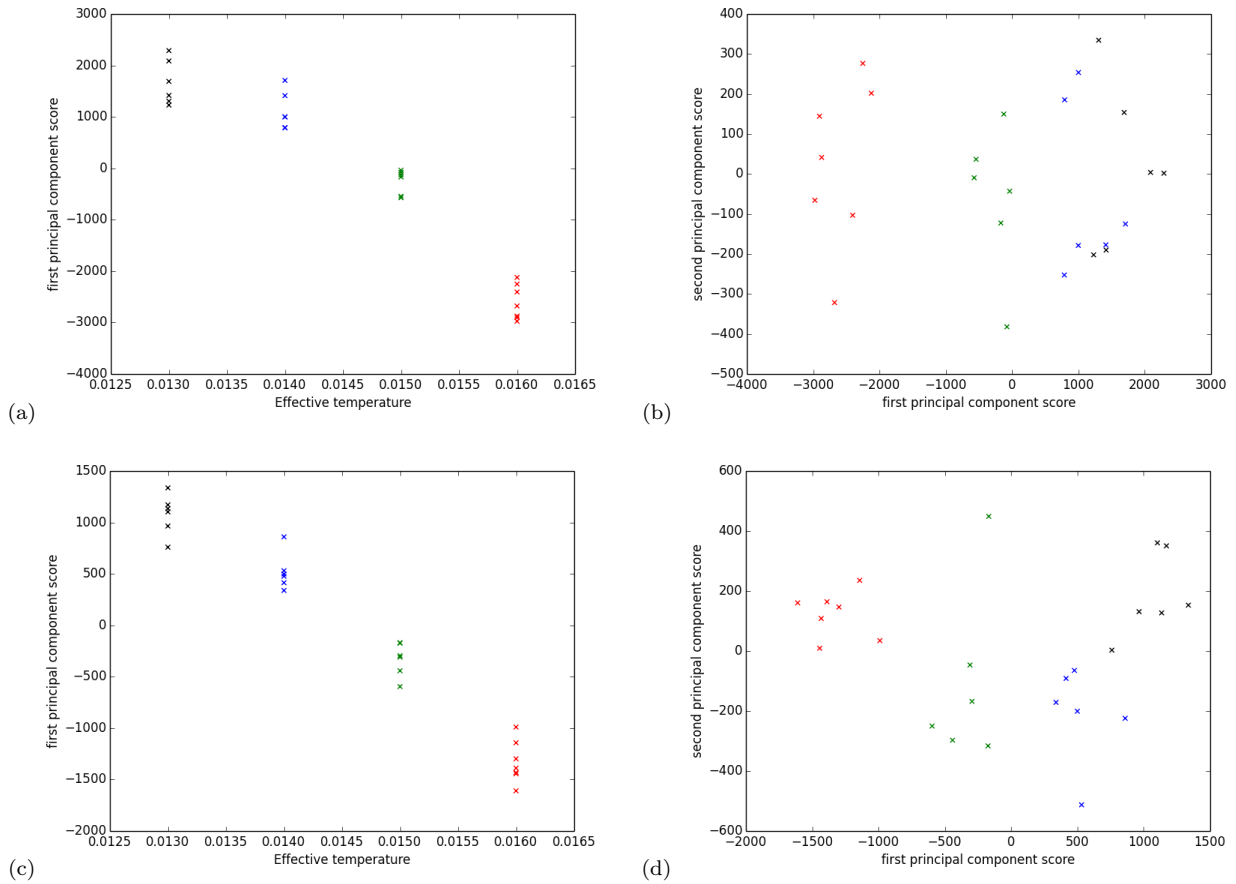 3000
2000
1000
0
−1000
−2000
−3000
−4000
first principal component score
0.0125 0.0130 0.0135 0.0140 0.0145 0.0150 0.0155 0.0160 0.0165
Effective temperature
(a)
400
300
200
100
0
−100
−200
−300
−400
−500
second principal component score
−4000 −3000 −2000 −1000 0 1000 2000 3000
first principal component score
(b)
1500
1000
500
0
−500
−1000
−1500
−2000
first principal component score
0.0125 0.0130 0.0135 0.0140 0.0145 0.0150 0.0155 0.0160 0.0165
Effective temperature
(c)
600
400
200
0
−200
−400
−600
second principal component score
−2000 −1500 −1000 −500 0 500 1000 1500
first principal component score
(d)